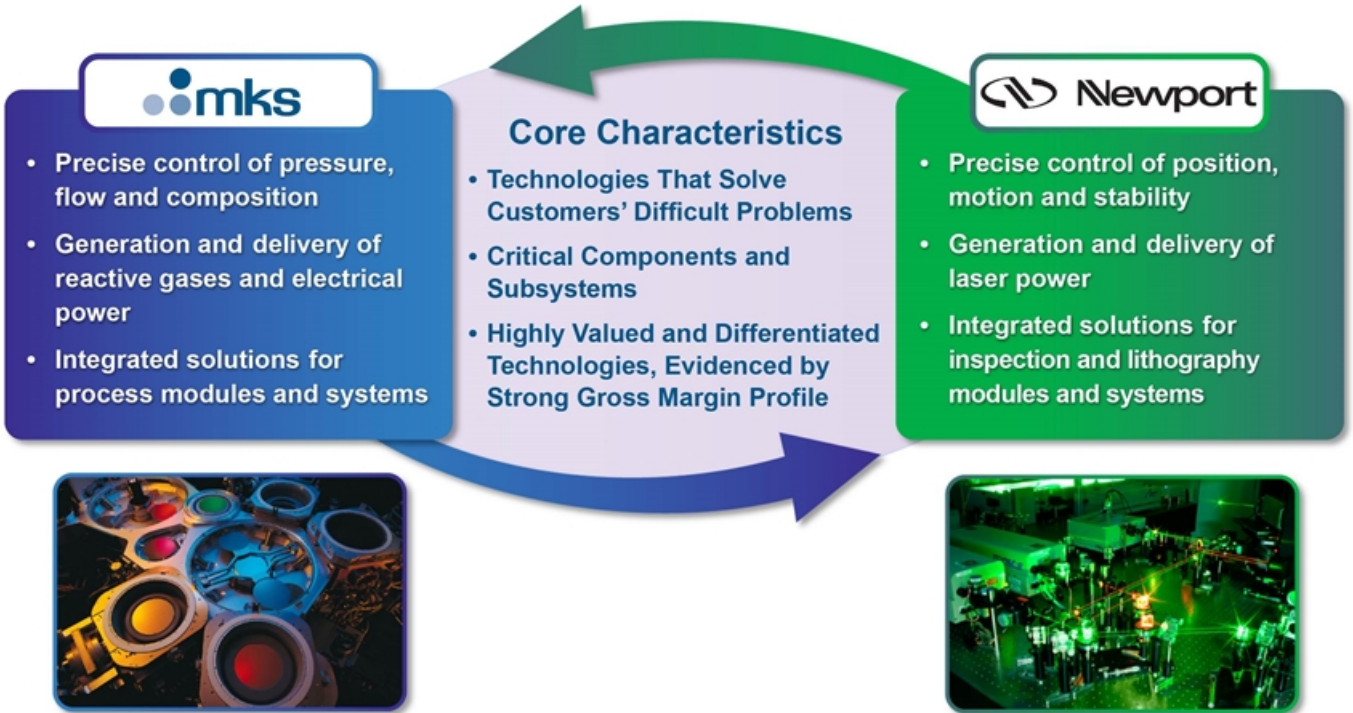 mks
• Precise control of pressure,
flow and composition
• Generation and delivery of
reactive gases and electrical
power
• Integrated solutions for
process modules and systems
Core Characteristics
• Technologies That Solve
Customers’ Difficult Problems
• Critical Components and
Subsystems
• Highly Valued and Differentiated
Technologies, Evidenced by
Strong Gross Margin Profile
Newport
• Precise control of position,
motion and stability
• Generation and delivery of
laser power
• Integrated solutions for
inspection and lithography
modules and systems